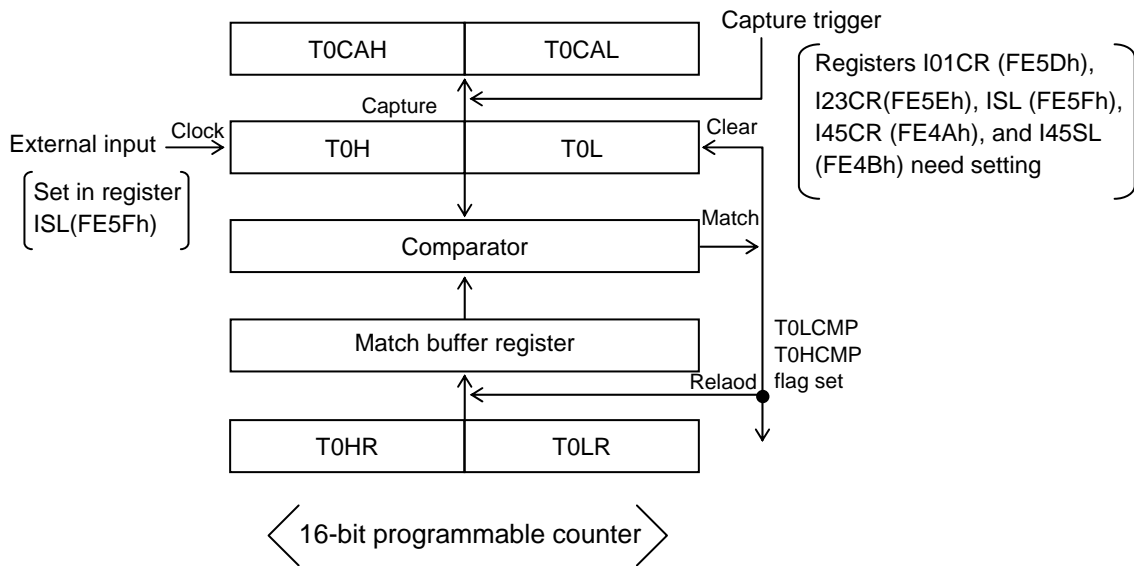 Capture trigger
T0CAH T0CAL
Registers I01CR (FE5Dh),
I23CR(FE5Eh), ISL (FE5Fh),
I45CR (FE4Ah), and I45SL
(FE4Bh) need setting
Capture
External input
Clock
T0H T0L
Clear
Set in register
ISL(FE5Fh)
Comparator
Match
Match buffer register
T0LCMP
T0HCMP
flag set
Relaod
T0HR T0LR
16-bit programmable counter